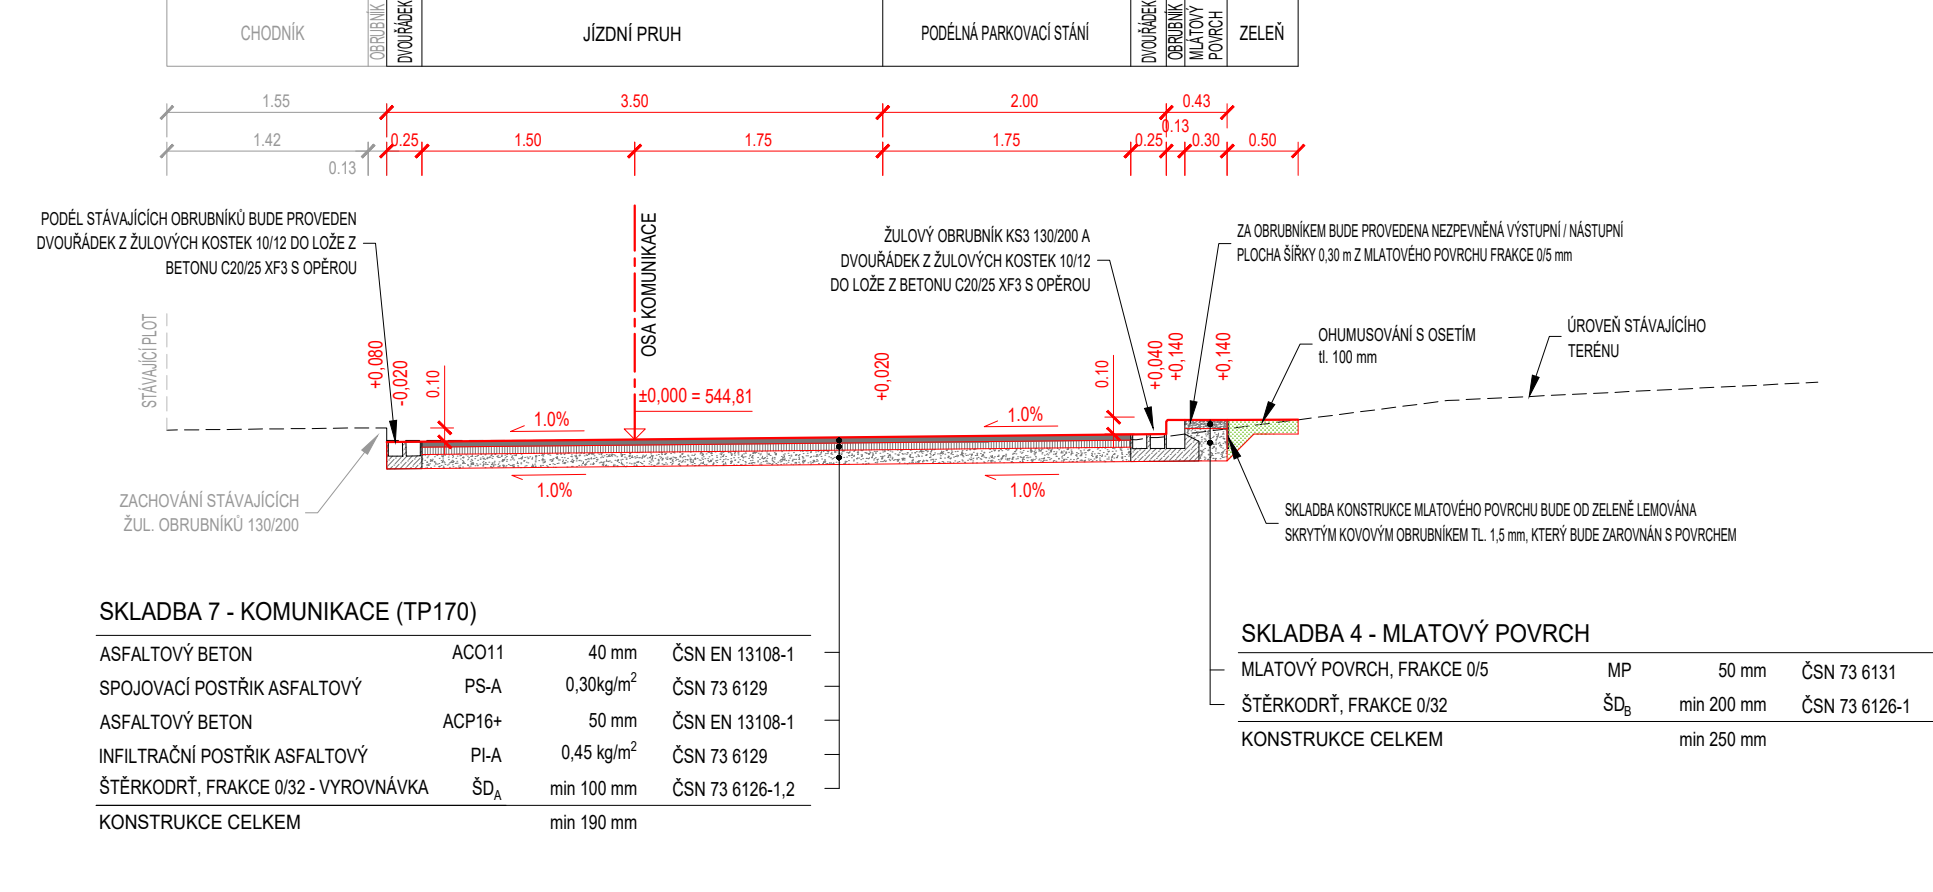 CHODNÍK
OBRUBNÍK
DVOUŘÁDEK
JÍZDNÍ PRUH
PODÉLNÁ PARKOVACÍ STÁNÍ
DVOUŘÁDEK
OBRUBNÍK
MLÁTOVÝ
POVRCH
ZELEŇ
1.55
3.50
2.00
0.43
1.42
0.13
0.25
1.50
1.75
1.75
0.25
0.13
0.30
0.50
PODÉL STÁVAJÍCÍCH OBRUBNÍKŮ BUDE PROVEDEN
DVOUŘÁDEK Z ŽULOVÝCH KOSTEK 10/12 DO LOŽE Z
BETONU C20/25 XF3 S OPĚROU
OSA KOMUNIKACE
ŽULOVÝ OBRUBNÍK KS3 130/200 A
DVOUŘÁDEK Z ŽULOVÝCH KOSTEK 10/12
DO LOŽE Z BETONU C20/25 XF3 S OPĚROU
ZA OBRUBNÍKEM BUDE PROVEDENA NEZPEVNĚNÁ VÝSTUPNÍ / NÁSTUPNÍ
PLOCHA ŠÍŘKY 0,30 m Z MLATOVÉHO POVRCHU FRAKCE 0/5 mm
OHUMUSOVÁNÍ S OSETÍM
tl. 100 mm
ÚROVEŇ STÁVAJÍCÍHO
TERÉNU
STÁVAJÍCÍ PLOT
+0,080
-0,020
0.10
±0,000 = 544,81
+0,020
0.10
+0,040
+0,140
+0,140
1.0%
1.0%
1.0%
1.0%
ZACHOVÁNÍ STÁVAJÍCÍCH
ŽUL. OBRUBNÍKŮ 130/200
SKLADBA KONSTRUKCE MLATOVÉHO POVRCHU BUDE OD ZELENĚ LEMOVÁNA
SKRYTÝM KOVOVÝM OBRUBNÍKEM TL. 1,5 mm, KTERÝ BUDE ZAROVNÁN S POVRCHEM
SKLADBA 7 - KOMUNIKACE (TP170)
ASFALTOVÝ BETON ACO11 40 mm ČSN EN 13108-1
SPOJOVACÍ POSTŘIK ASFALTOVÝ PS-A 0,30kg/m² ČSN 73 6129
ASFALTOVÝ BETON ACP16+ 50 mm ČSN EN 13108-1
INFILTRAČNÍ POSTŘIK ASFALTOVÝ PI-A 0,45 kg/m² ČSN 73 6129
ŠTĚRKODRŤ, FRAKCE 0/32 - VYROVNÁVKA ŠDA min 100 mm ČSN 73 6126-1,2
KONSTRUKCE CELKEM min 190 mm
SKLADBA 4 - MLATOVÝ POVRCH
MLATOVÝ POVRCH, FRAKCE 0/5 MP 50 mm ČSN 73 6131
ŠTĚRKODRŤ, FRAKCE 0/32 ŠDB min 200 mm ČSN 73 6126-1
KONSTRUKCE CELKEM min 250 mm